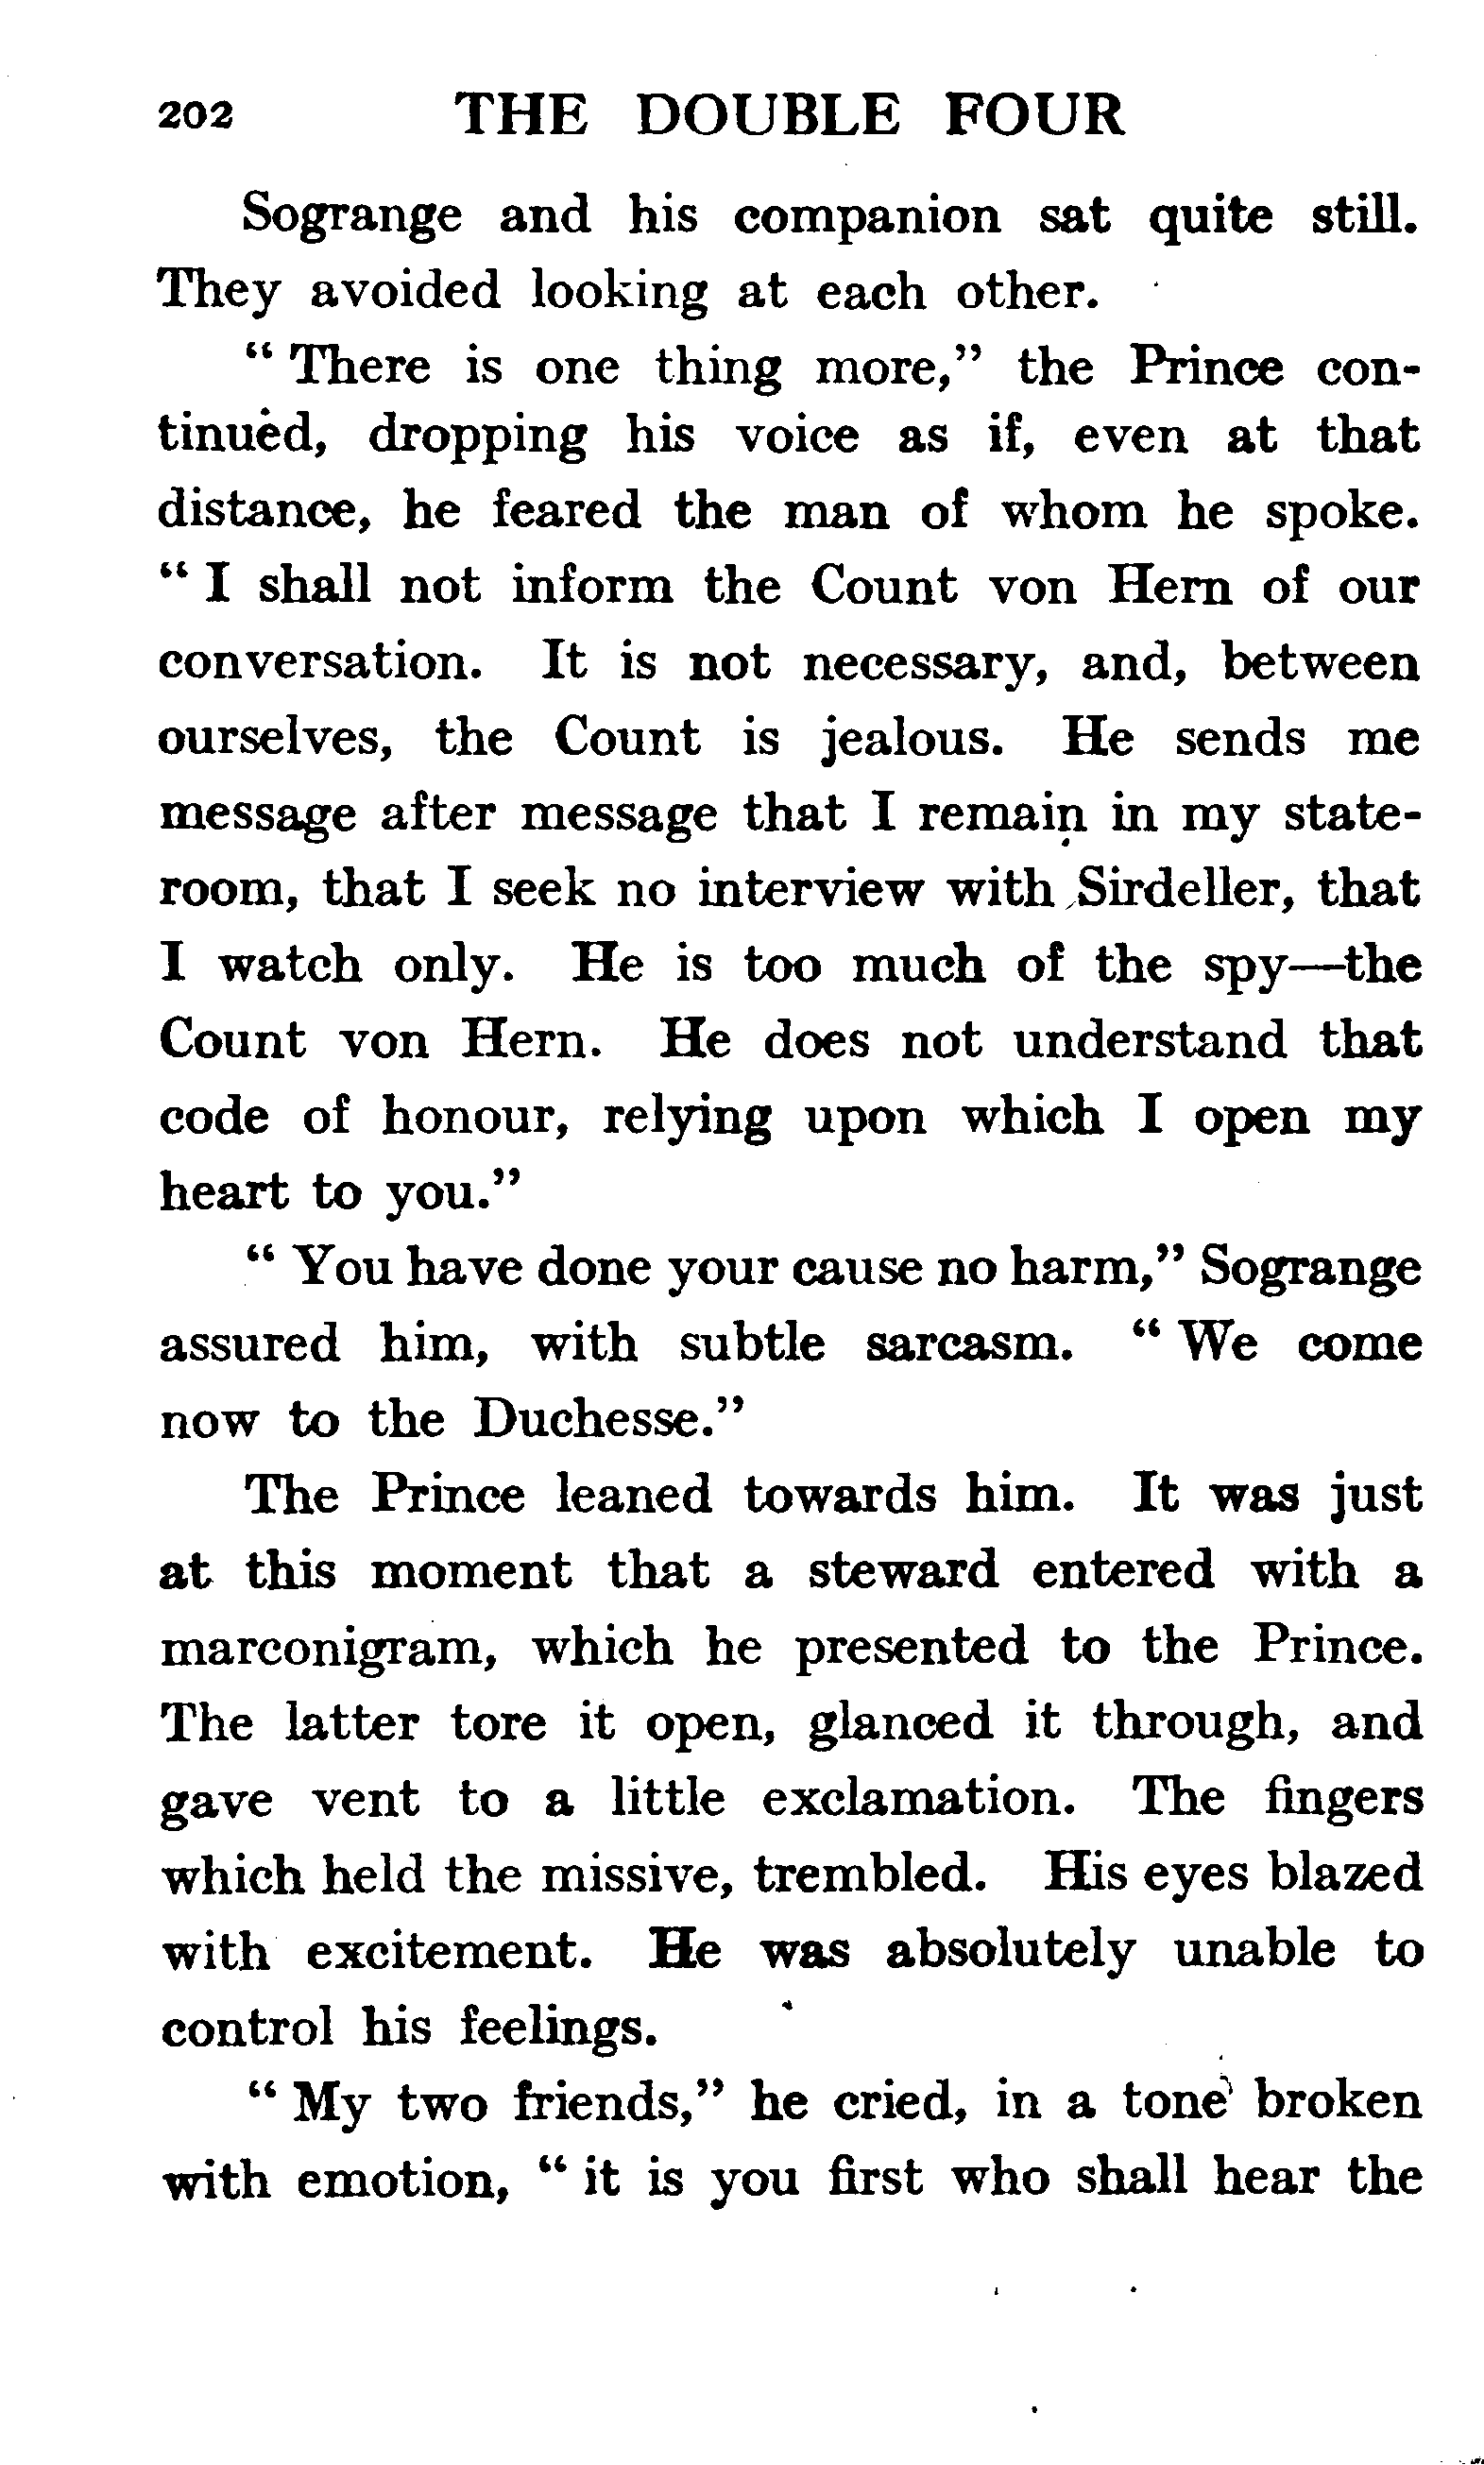 202 THE DOUBLE FOUR
Sogrange and his companion sat quite still.
They avoided looking at each other.
“ There is one thing more,” the Prince con-
tinued, dropping his voice as if, even at that
distance, he feared the man of whom he spoke.
“ I shall not inform the Count von Hern of our
conversation. It is not necessary, and, between
ourselves, the Count is jealous. He sends me
message after message that I remain in my state-
room, that I seek no interview with Sirdeller, that
I watch only. He is too much of the spy—the
Count von Hern. He does not understand that
code of honour, relying upon which I open my
heart to you.”
“ You have done your cause no harm,” Sogrange
assured him, with subtle sarcasm. “ We come
now to the Duchesse.”
The Prince leaned towards him. It was just
at this moment that a steward entered with a
marconigram, which he presented to the Prince.
The latter tore it open, glanced it through, and
gave vent to a little exclamation. The fingers
which held the missive, trembled. His eyes blazed
with excitement. He was absolutely unable to
control his feelings.
“ My two friends,” he cried, in a tone broken
with emotion, “ it is you first who shall hear the